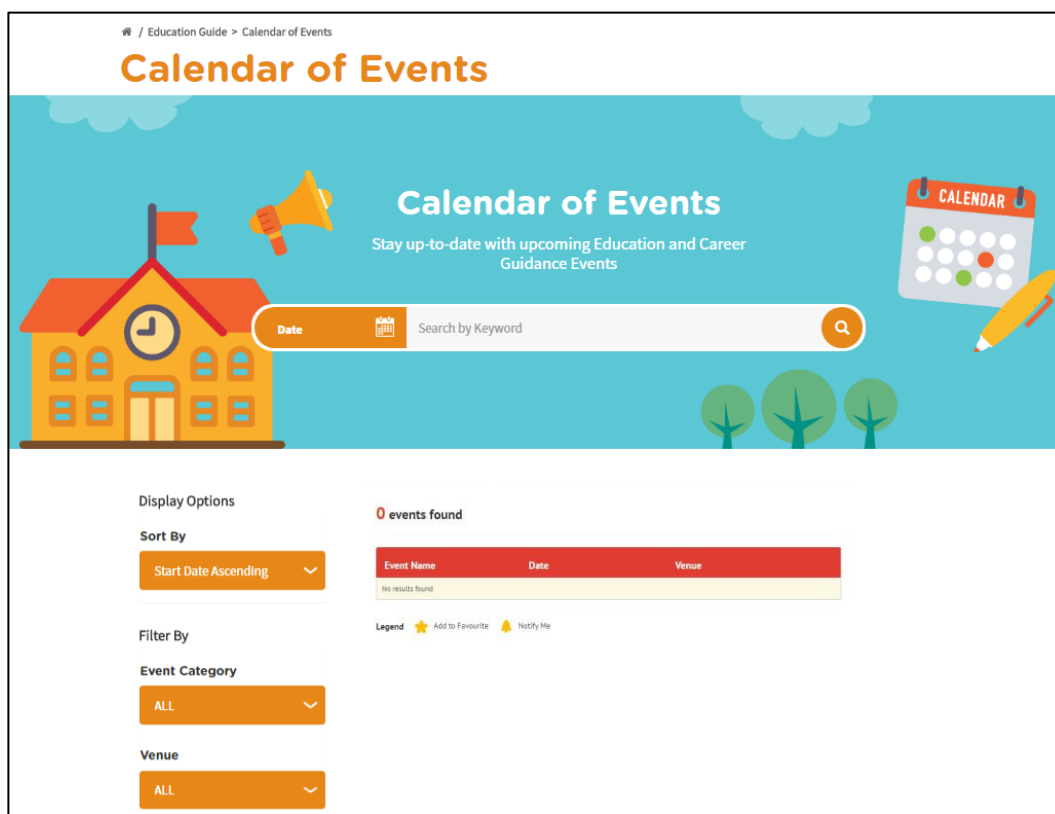 / Education Guide > Calendar of Events
Calendar of Events
CALENDAR
Calendar of Events
Stay up-to-date with upcoming Education and Career
Guidance Events
Date Search by Keyword
Display Options
0 events found
Sort By
Start Date Ascending
Event Name Date Venue
No results found
Legend Add to Favourite Notify Me
Filter By
Event Category
ALL
Venue
ALL